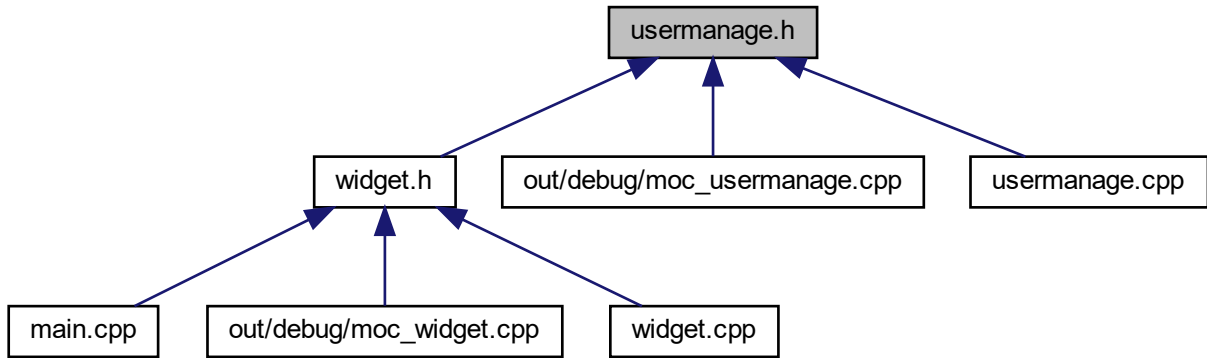 usermanage.h
widget.h
out/debug/moc_usermanage.cpp
usermanage.cpp
main.cpp
out/debug/moc_widget.cpp
widget.cpp